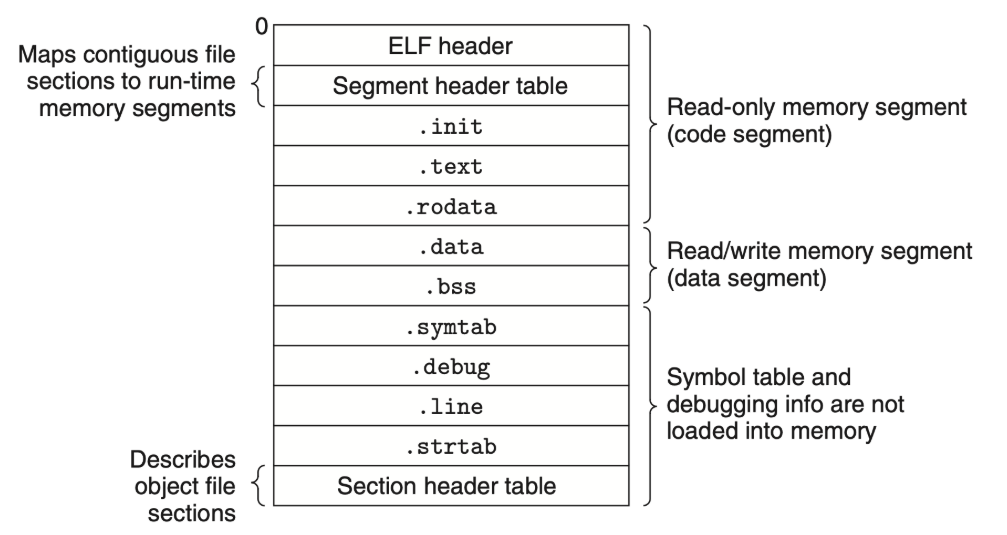 0
Maps contiguous file
sections to run-time
memory segments
ELF header
Segment header table
.init
.text
.rodata
.data
.bss
.symtab
.debug
.line
.strtab
Section header table
Describes
object file
sections
Read-only memory segment
(code segment)
Read/write memory segment
(data segment)
Symbol table and
debugging info are not
loaded into memory